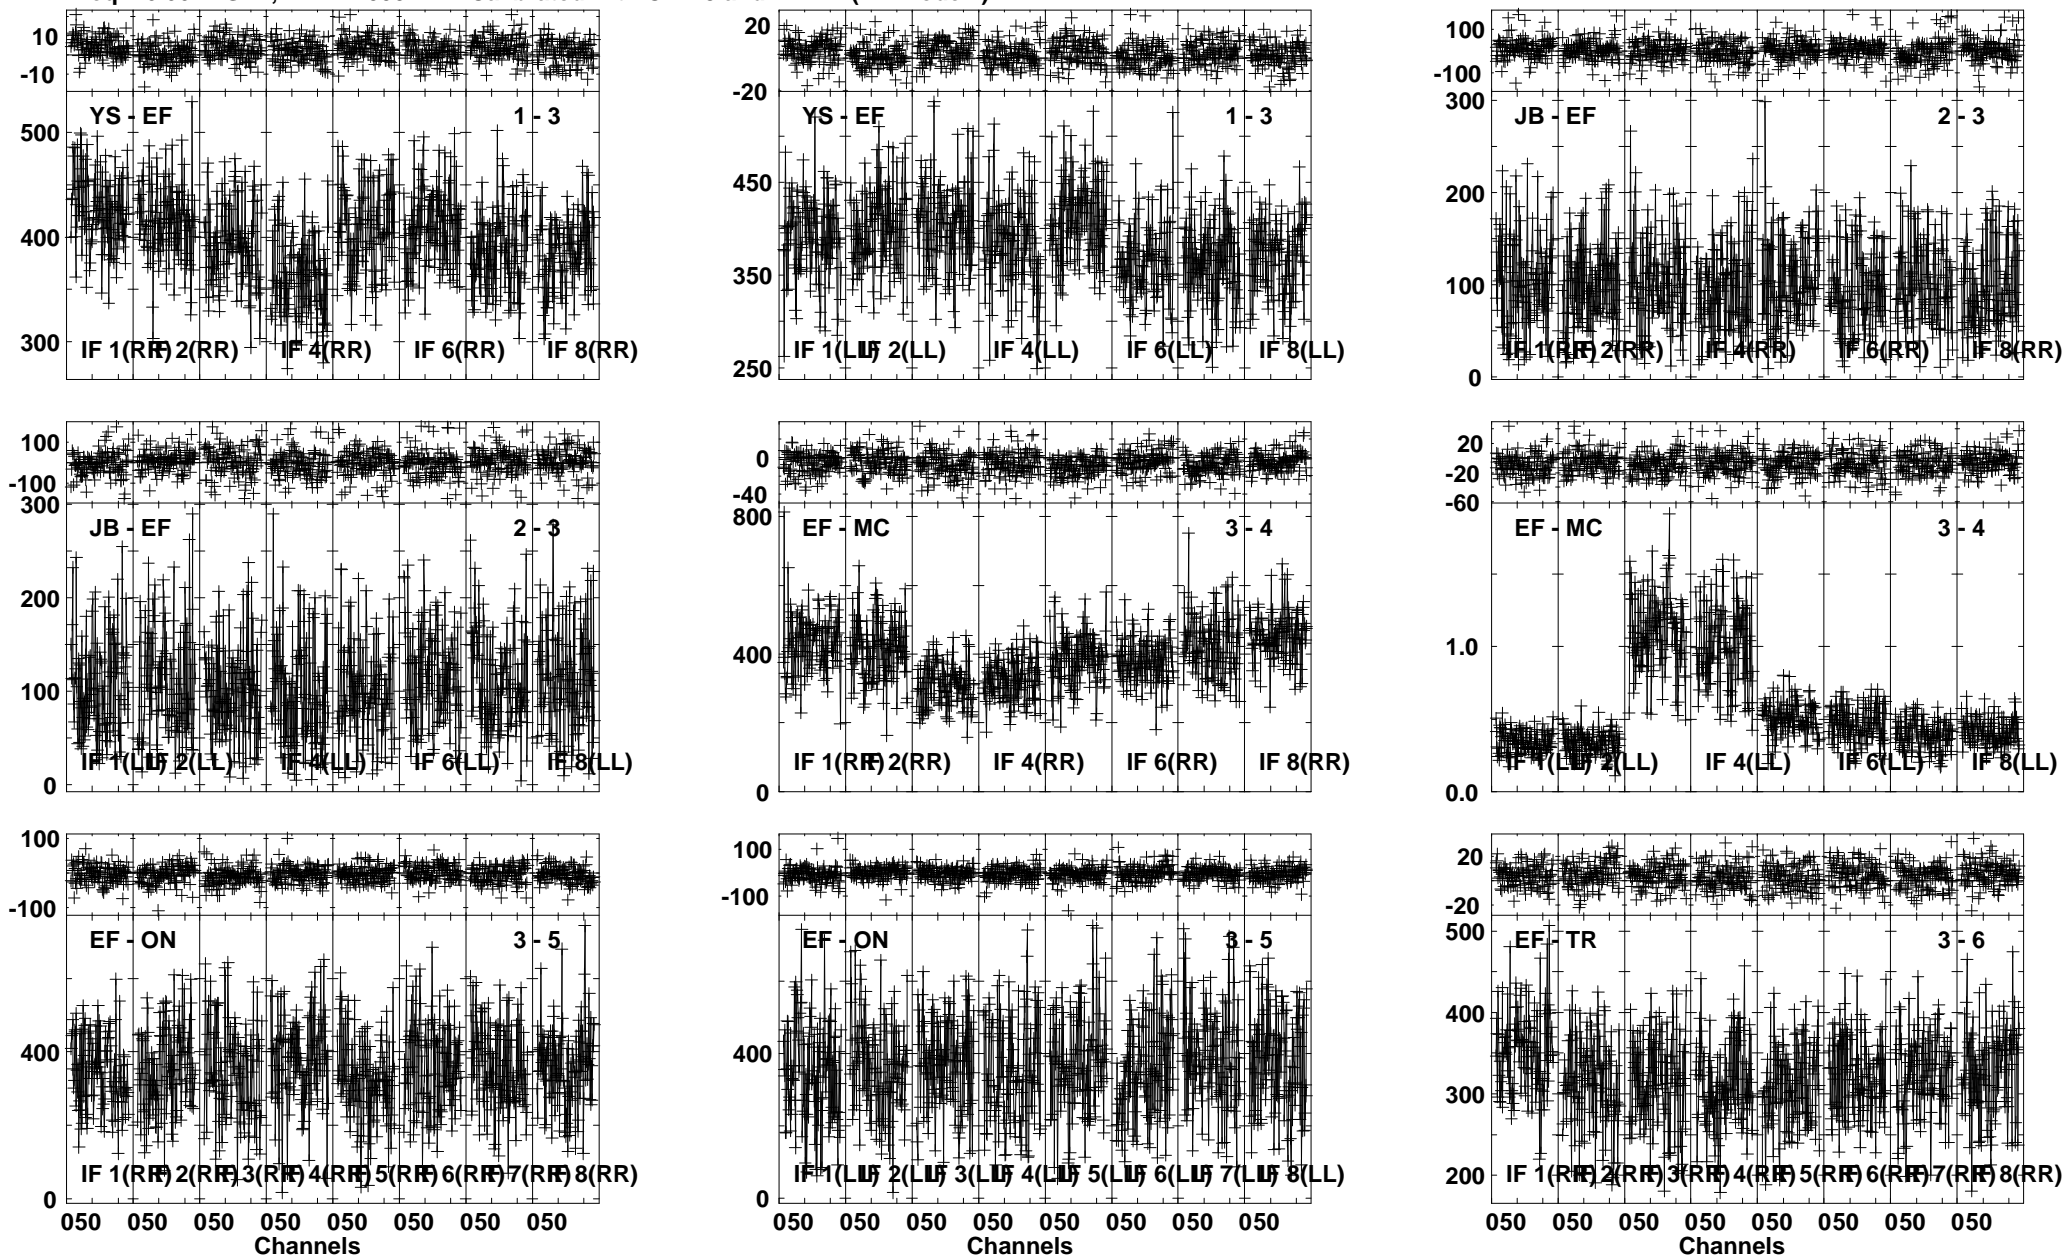 10
-10
YS - EF 1 - 3
500
400
300
IF 1(RR) IF 2(RR) IF 4(RR) IF 6(RR) IF 8(RR)
20
-20
YS - EF 1 - 3
450
350
250
IF 1(LL) IF 2(LL) IF 4(LL) IF 6(LL) IF 8(LL)
100
-100
JB - EF 2 - 3
300
200
100
0
IF 1(RR) IF 2(RR) IF 4(RR) IF 6(RR) IF 8(RR)
100
-100
JB - EF 2 - 3
300
200
100
0
IF 1(LL) IF 2(LL) IF 4(LL) IF 6(LL) IF 8(LL)
0
-40
EF - MC 3 - 4
800
400
0
IF 1(RR) IF 2(RR) IF 4(RR) IF 6(RR) IF 8(RR)
20
-20
-60
EF - MC 3 - 4
1.0
0.0
IF 1(LL) IF 2(LL) IF 4(LL) IF 6(LL) IF 8(LL)
100
-100
EF - ON 3 - 5
400
0
IF 1(RR) IF 2(RR) IF 3(RR) IF 4(RR) IF 5(RR) IF 6(RR) IF 7(RR) IF 8(RR)
050 050 050 050 050 050 050 050
Channels
100
-100
EF - ON 3 - 5
400
0
IF 1(LL) IF 2(LL) IF 3(LL) IF 4(LL) IF 5(LL) IF 6(LL) IF 7(LL) IF 8(LL)
050 050 050 050 050 050 050 050
Channels
20
-20
EF - TR 3 - 6
500
400
300
200
IF 1(RR) IF 2(RR) IF 3(RR) IF 4(RR) IF 5(RR) IF 6(RR) IF 7(RR) IF 8(RR)
050 050 050 050 050 050 050 050
Channels